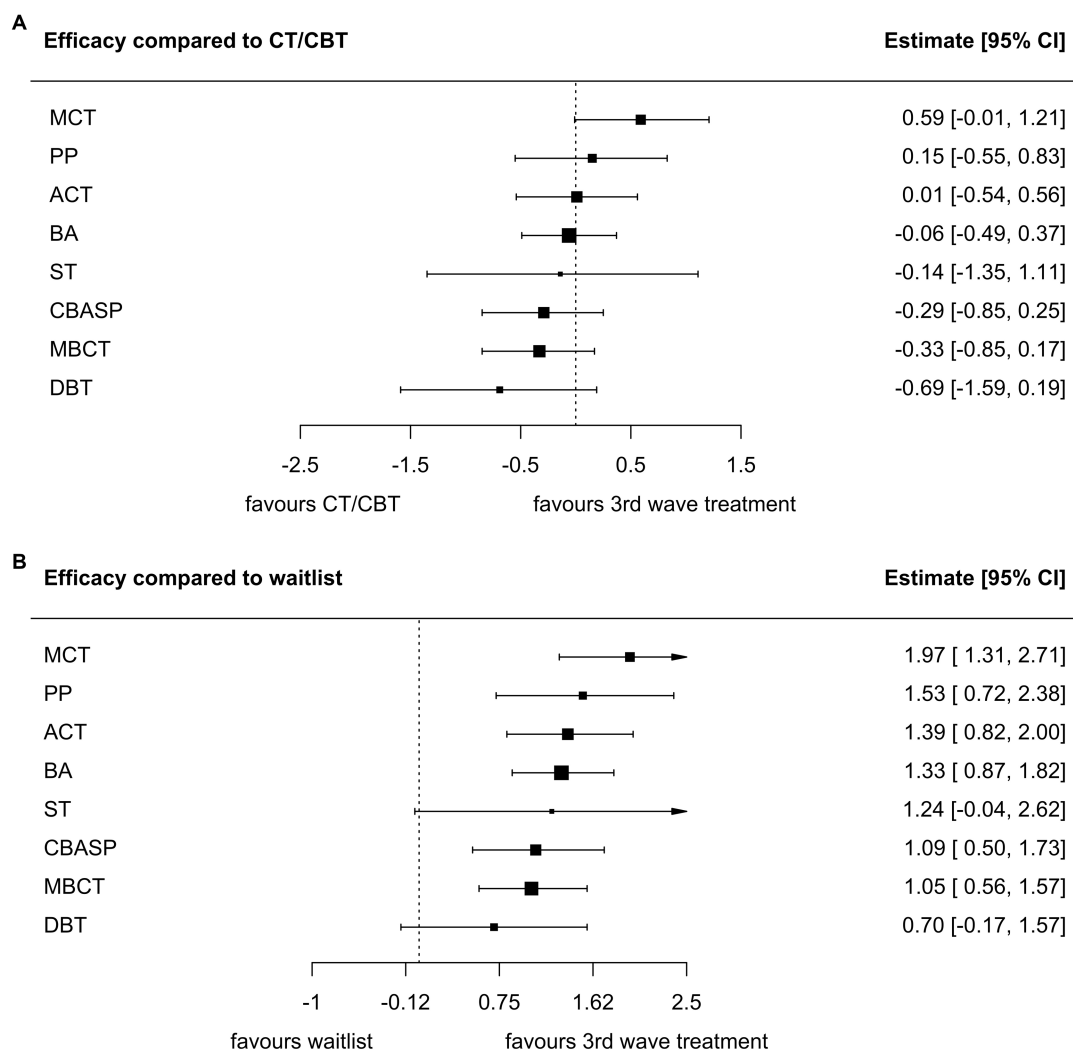 A
Efficacy compared to CT/CBT Estimate [95% CI]
MCT 0.59 [-0.01, 1.21]
PP 0.15 [-0.55, 0.83]
ACT 0.01 [-0.54, 0.56]
BA -0.06 [-0.49, 0.37]
ST -0.14 [-1.35, 1.11]
CBASP -0.29 [-0.85, 0.25]
MBCT -0.33 [-0.85, 0.17]
DBT -0.69 [-1.59, 0.19]
-2.5 -1.5 -0.5 0.5 1.5
favours CT/CBT favours 3rd wave treatment
B
Efficacy compared to waitlist Estimate [95% CI]
MCT 1.97 [ 1.31, 2.71]
PP 1.53 [ 0.72, 2.38]
ACT 1.39 [ 0.82, 2.00]
BA 1.33 [ 0.87, 1.82]
ST 1.24 [-0.04, 2.62]
CBASP 1.09 [ 0.50, 1.73]
MBCT 1.05 [ 0.56, 1.57]
DBT 0.70 [-0.17, 1.57]
-1 -0.12 0.75 1.62 2.5
favours waitlist favours 3rd wave treatment